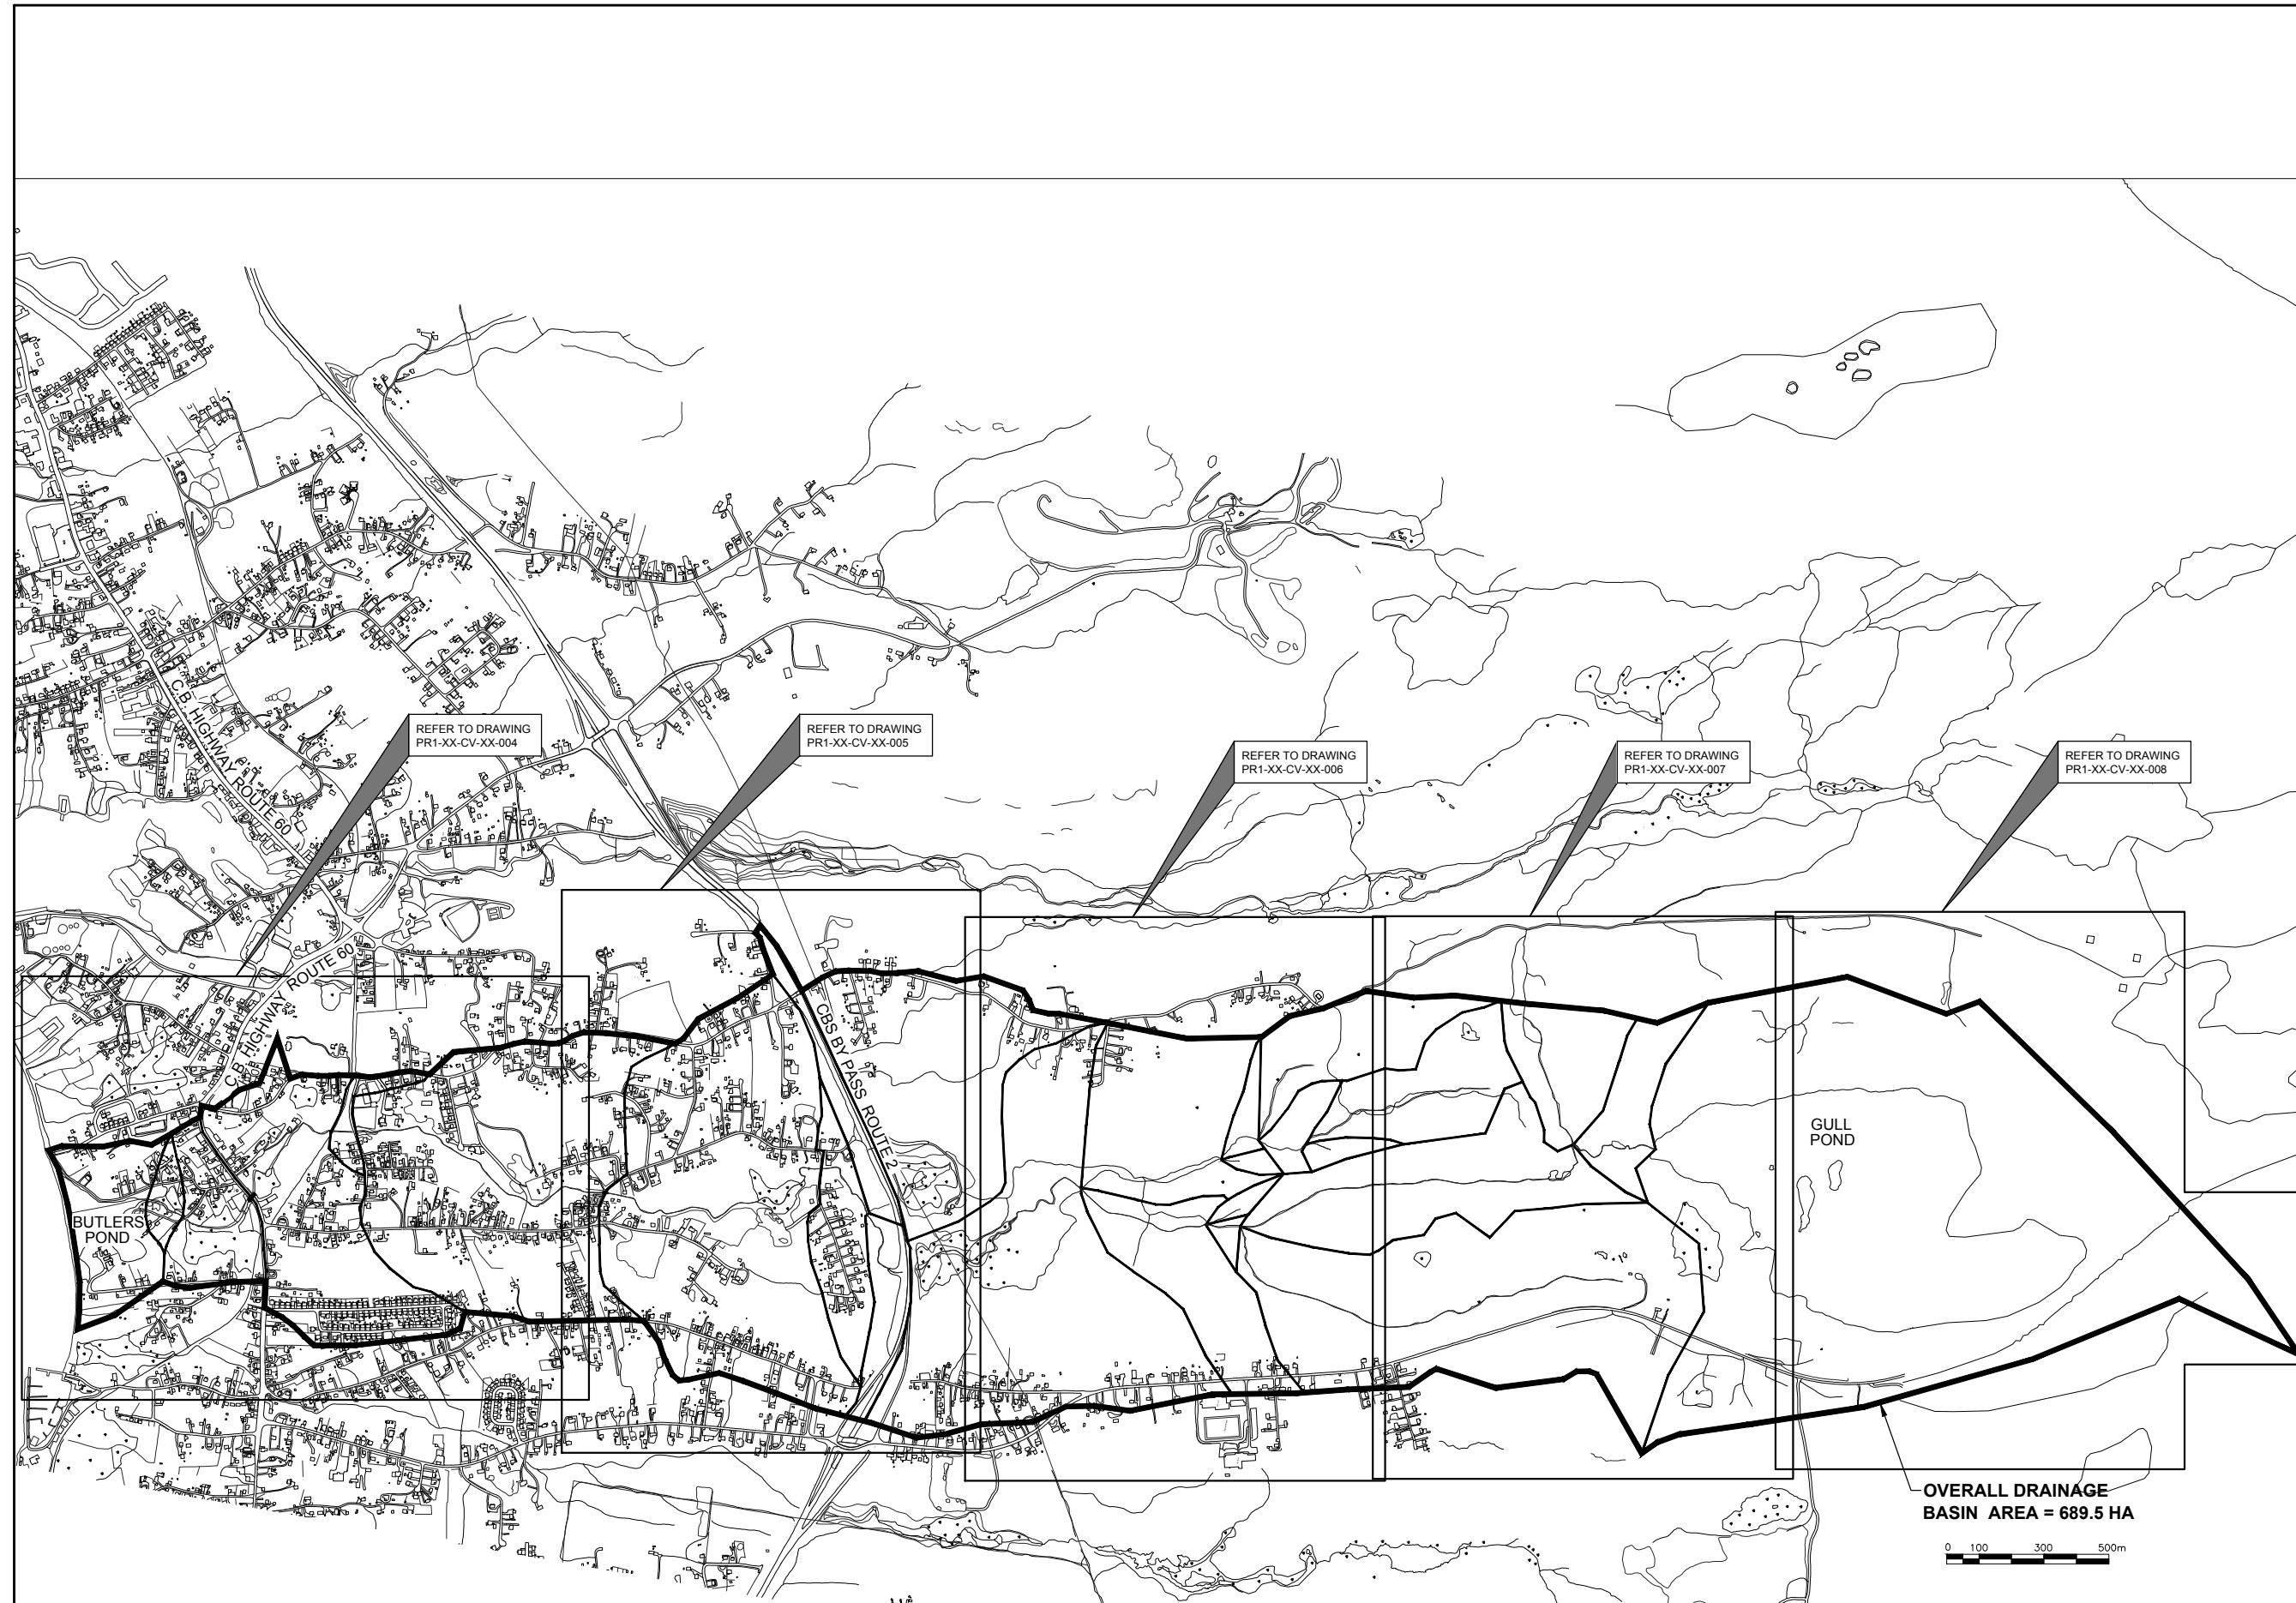 C.B. HIGHWAY ROUTE 60
REFER TO DRAWING
PR1-XX-CV-XX-004
REFER TO DRAWING
PR1-XX-CV-XX-005
REFER TO DRAWING
PR1-XX-CV-XX-006
REFER TO DRAWING
PR1-XX-CV-XX-007
REFER TO DRAWING
PR1-XX-CV-XX-008
C.B. HIGHWAY ROUTE 60
CBS BY PASS ROUTE 2
GULL
POND
BUTLERS
POND
OVERALL DRAINAGE
BASIN AREA = 689.5 HA
0 100 300 500m